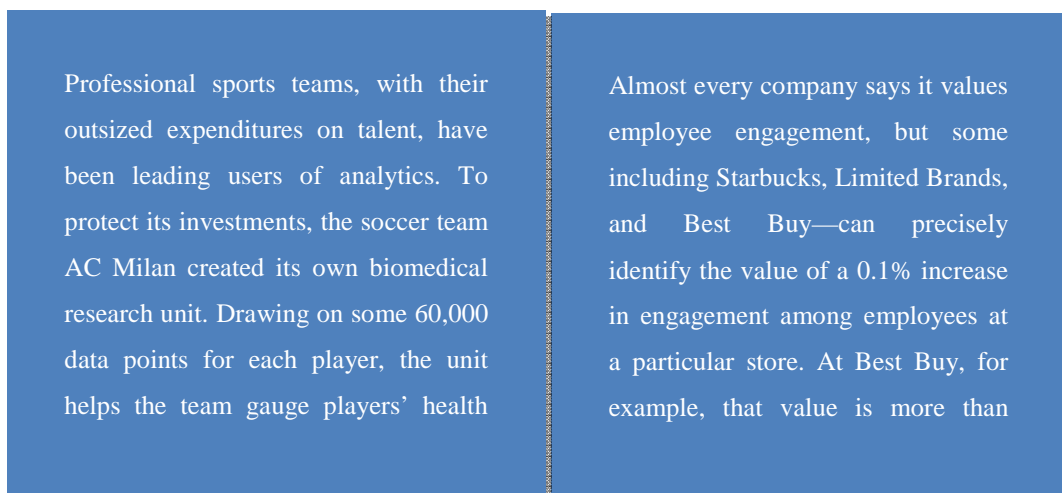 Professional sports teams, with their
outsized expenditures on talent, have
been leading users of analytics. To
protect its investments, the soccer team
AC Milan created its own biomedical
research unit. Drawing on some 60,000
data points for each player, the unit
helps the team gauge players’ health
Almost every company says it values
employee engagement, but some
including Starbucks, Limited Brands,
and Best Buy—can precisely
identify the value of a 0.1% increase
in engagement among employees at
a particular store. At Best Buy, for
example, that value is more than